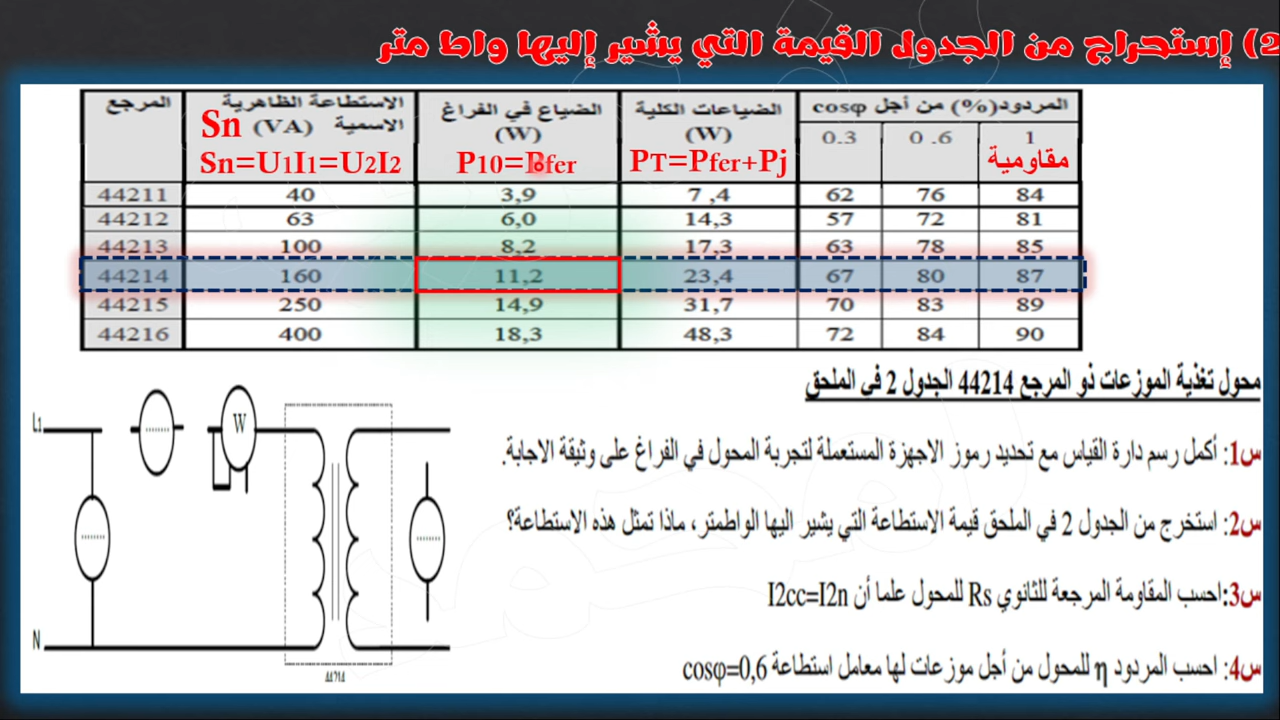 2) إستحراج من الجدول القيمة التي يشير إليها واط متر
المرجع
الاستطاعة الظاهرية
الاسمية (VA)
Sn
Sn=U1I1=U2I2
الضياع في الفراغ
(W)
P10=Pfer
الضياعات الكلية
(W)
PT=Pfer+Pj
المردود(%) من أجل cosφ
0.3 0.6 1
مقاومية
44211 40 3,9 7,4 62 76 84
44212 63 6,0 14,3 57 72 81
44213 100 8,2 17,3 63 78 85
44214 160 11,2 23,4 67 80 87
44215 250 14,9 31,7 70 83 89
44216 400 18,3 48,3 72 84 90
محول تغذية الموزعات ذو المرجع 44214 الجدول 2 في الملحق
س1: أكمل رسم دارة القياس مع تحديد رموز الاجهزة المستعملة لتجربة المحول في الفراغ على وثيقة الاجابة.
س2: استخرج من الجدول 2 في الملحق قيمة الاستطاعة التي يشير اليها الواطمتر، ماذا تمثل هذه الاستطاعة؟
س3:احسب المقاومة المرجعة للثانوي Rs للمحول علما أن I2cc=I2n
س4: احسب المردود η للمحول من أجل موزعات لها معامل استطاعة cosφ=0,6
L1
........
W
........
........
N
44214